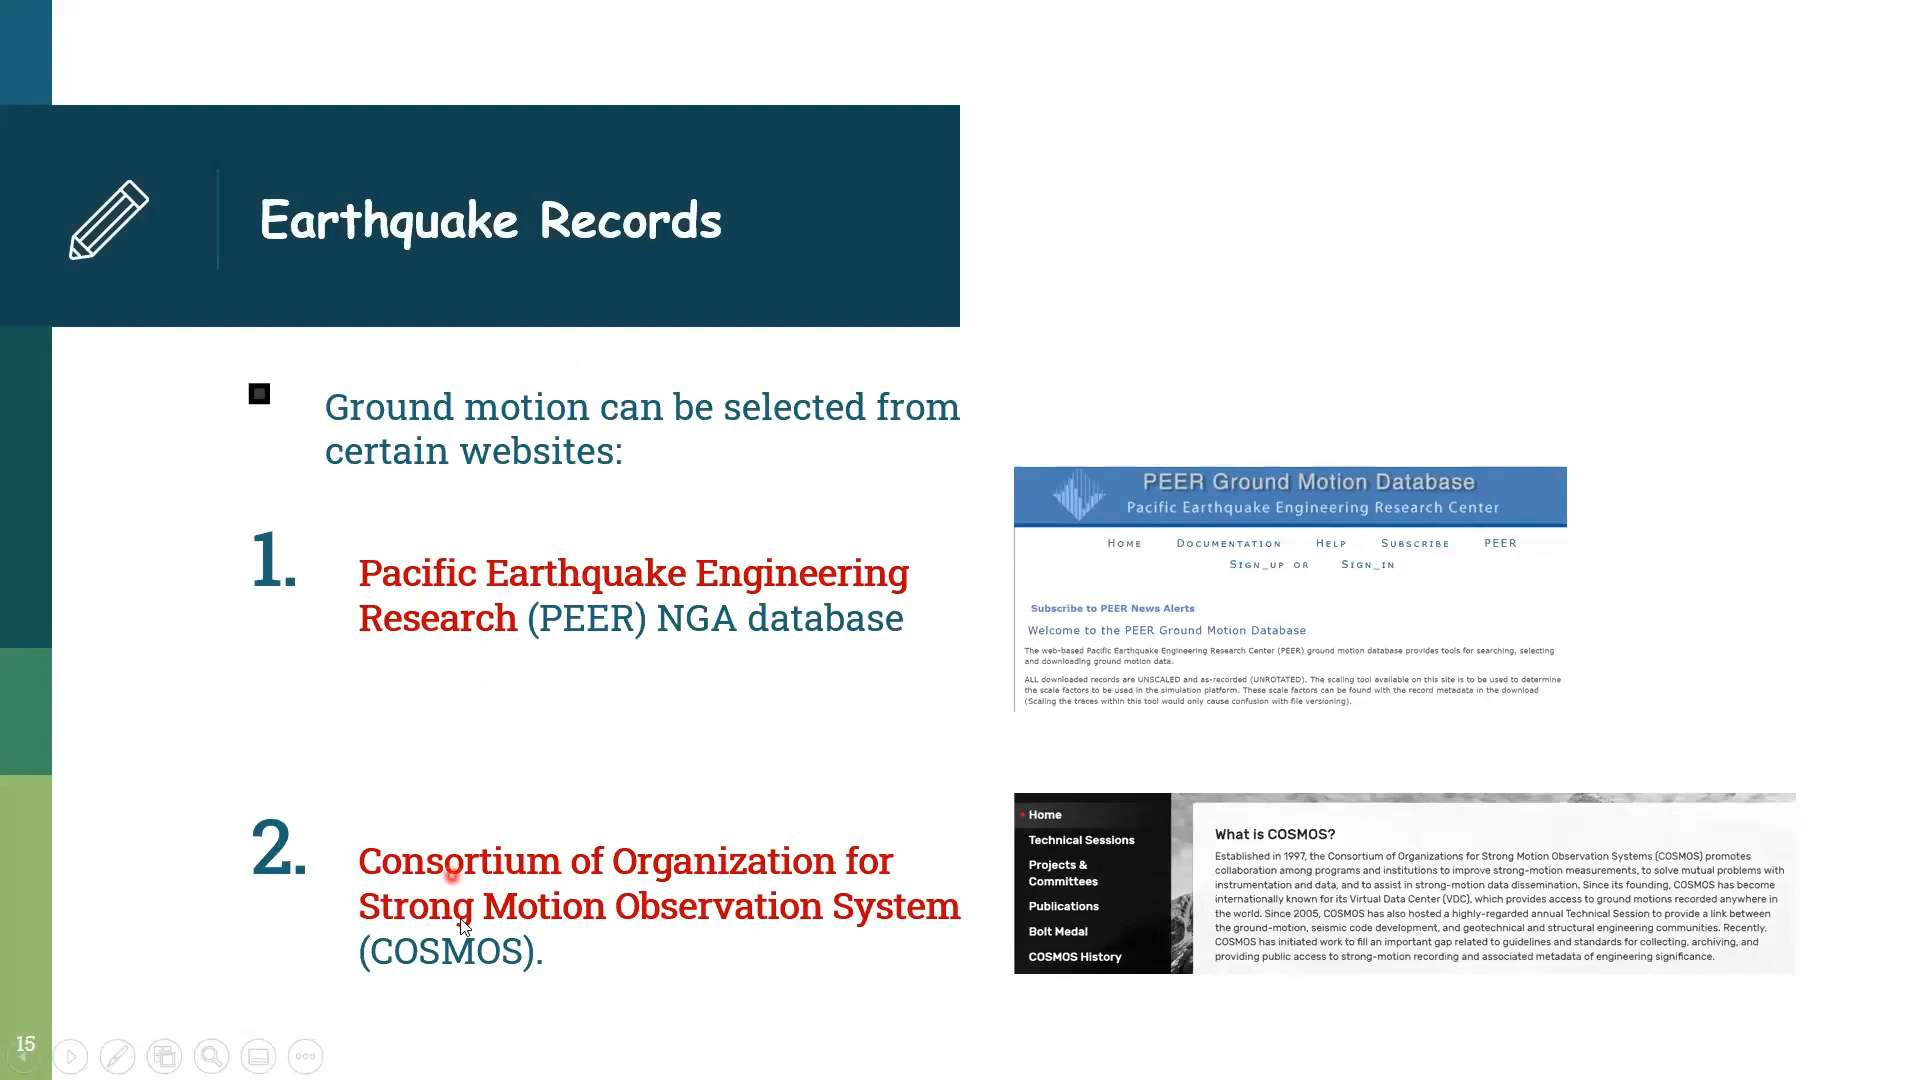 Earthquake Records
Ground motion can be selected from
certain websites:
1.
Pacific Earthquake Engineering
Research (PEER) NGA database
PEER Ground Motion Database
Pacific Earthquake Engineering Research Center
HOME DOCUMENTATION HELP SUBSCRIBE PEER
SIGN_UP OR SIGN_IN
Subscribe to PEER News Alerts
Welcome to the PEER Ground Motion Database
The web-based Pacific Earthquake Engineering Research Center (PEER) ground motion database provides tools for searching, selecting
and downloading ground motion data.
ALL downloaded records are UNSCALED and as-recorded (UNROTATED). The scaling tool available on this site is to be used to determine
the scale factors to be used in the simulation platform. These scale factors can be found with the record metadata in the download
(Scaling the traces within this tool would only cause confusion with file versioning).
2.
Consortium of Organization for
Strong Motion Observation System
(COSMOS).
Home
Technical Sessions
Projects &
Committees
Publications
Bolt Medal
COSMOS History
What is COSMOS?
Established in 1997, the Consortium of Organizations for Strong Motion Observation Systems (COSMOS) promotes
collaboration among programs and institutions to improve strong-motion measurements, to solve mutual problems with
instrumentation and data, and to assist in strong-motion data dissemination. Since its founding, COSMOS has become
internationally known for its Virtual Data Center (VDC), which provides access to ground motions recorded anywhere in
the world. Since 2005, COSMOS has also hosted a highly-regarded annual Technical Session to provide a link between
the ground-motion, seismic code development, and geotechnical and structural engineering communities. Recently,
COSMOS has initiated work to fill an important gap related to guidelines and standards for collecting, archiving, and
providing public access to strong-motion recording and associated metadata of engineering significance.
15